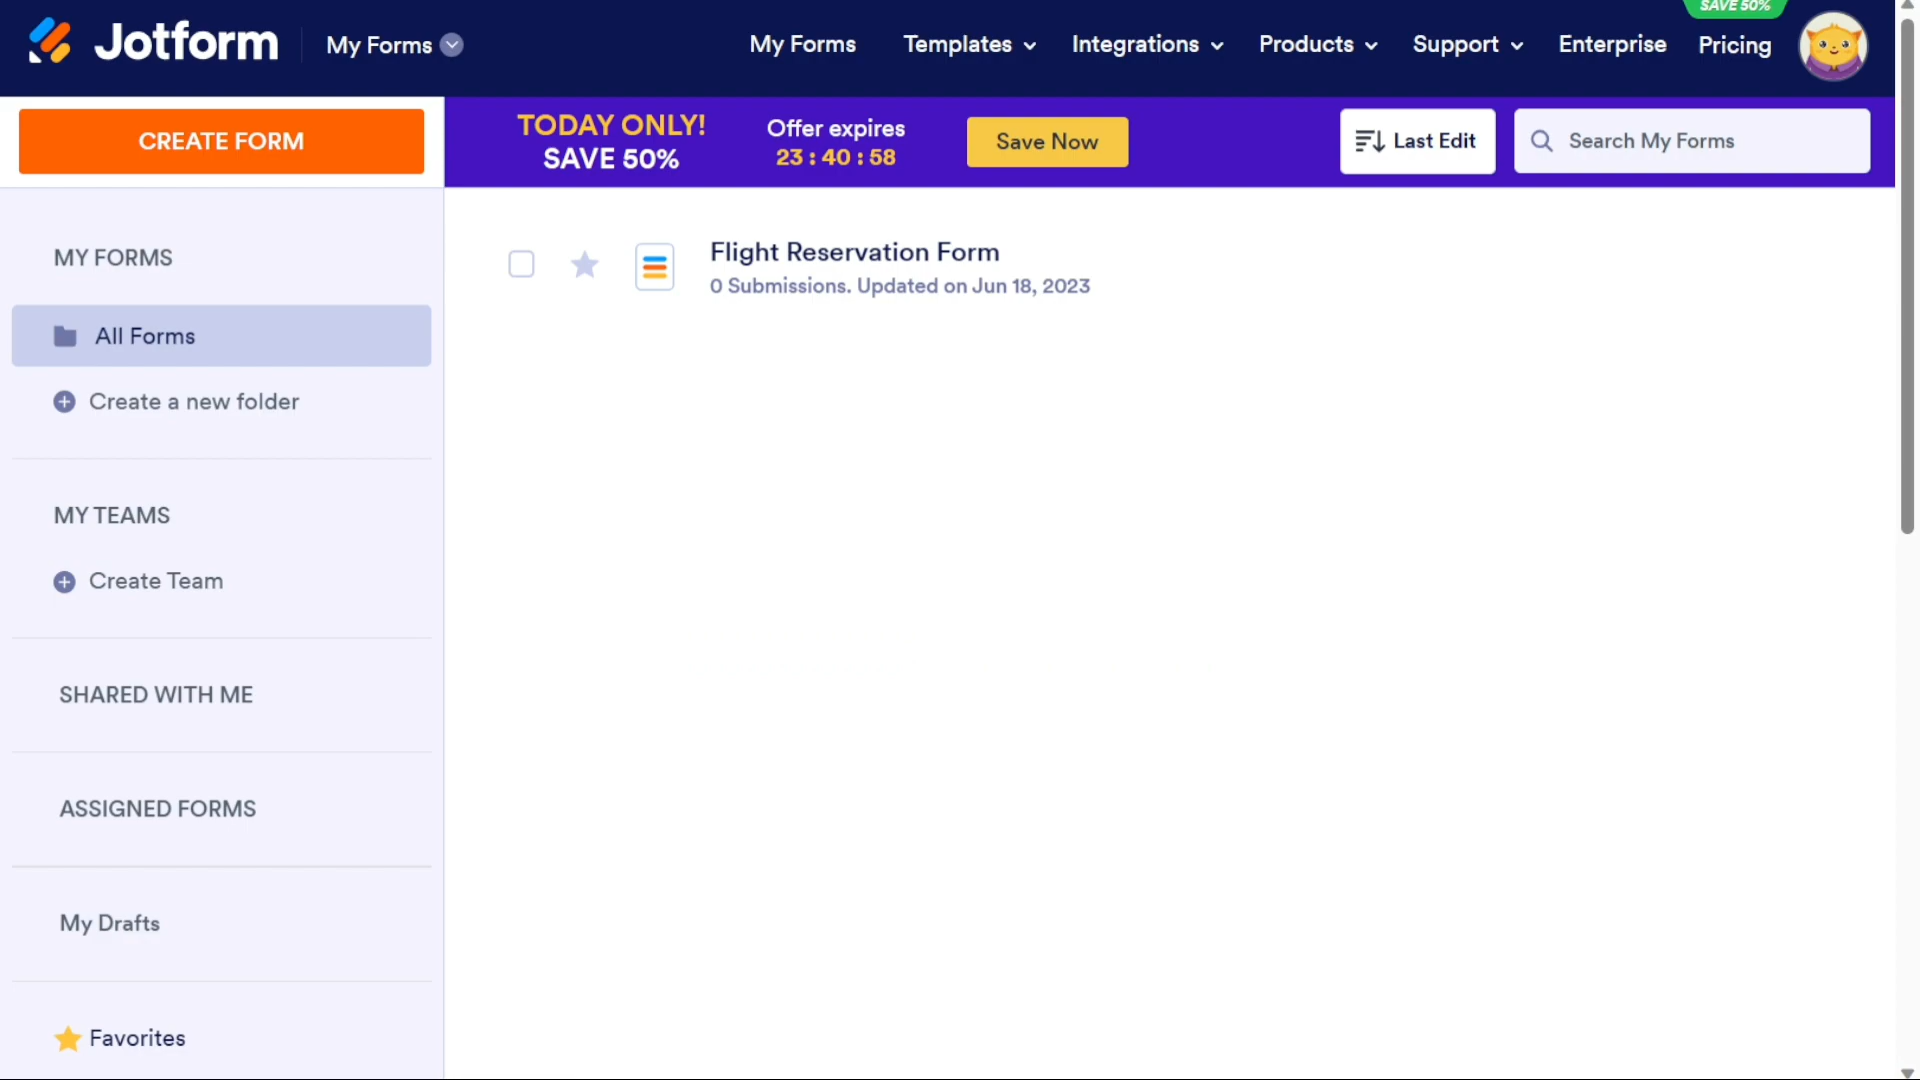 SAVE 50%
Jotform
My Forms
My Forms
Templates
Integrations
Products
Support
Enterprise
Pricing
CREATE FORM
TODAY ONLY!
SAVE 50%
Offer expires
23 : 40 : 58
Save Now
Last Edit
Search My Forms
MY FORMS
All Forms
Create a new folder
MY TEAMS
Create Team
SHARED WITH ME
ASSIGNED FORMS
My Drafts
Favorites
Flight Reservation Form
0 Submissions. Updated on Jun 18, 2023